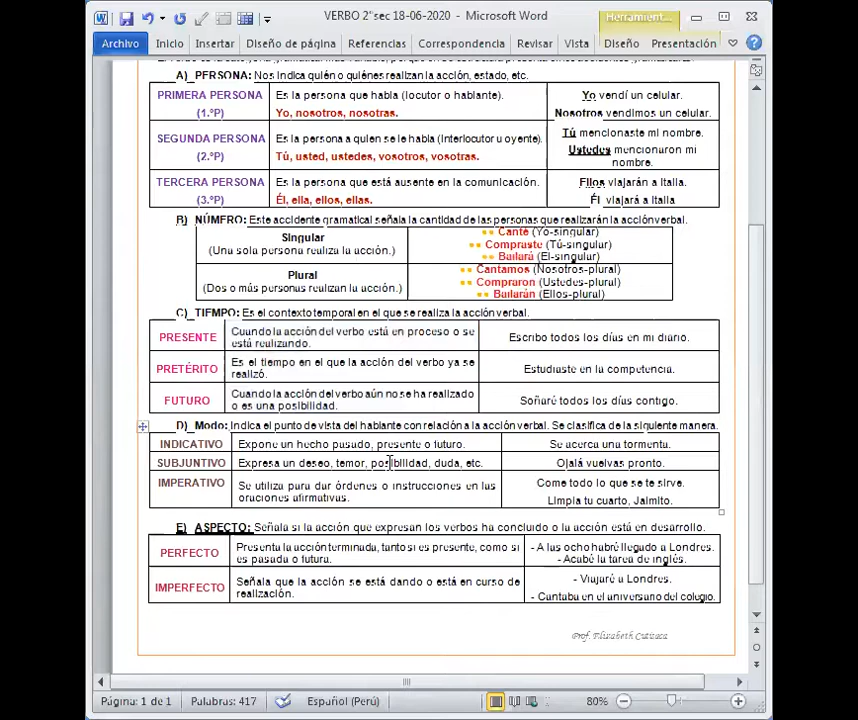 VERBO 2°sec 18-06-2020 - Microsoft Word
Herramient...
Archivo Inicio Insertar Diseño de página Referencias Correspondencia Revisar Vista Diseño Presentación
A) PERSONA: Nos indica quién o quiénes realizan la acción, estado, etc.
PRIMERA PERSONA
(1.°P)
Es la persona que habla (locutor o hablante).
Yo, nosotros, nosotras.
Yo vendí un celular.
Nosotros vendimos un celular.
SEGUNDA PERSONA
(2.°P)
Es la persona a quien se le habla (interlocutor u oyente).
Tú, usted, ustedes, vosotros, vosotras.
Tú mencionaste mi nombre.
Ustedes mencionaron mi
nombre.
TERCERA PERSONA
(3.°P)
Es la persona que está ausente en la comunicación.
Él, ella, ellos, ellas.
Ellos viajarán a Italia.
Él viajará a Italia
B) NÚMERO: Este accidente gramatical señala la cantidad de las personas que realizarán la acción verbal.
Singular
(Una sola persona realiza la acción.)
Canté (Yo-singular)
Compraste (Tú-singular)
Bailará (El-singular)
Plural
(Dos o más personas realizan la acción.)
Cantamos (Nosotros-plural)
Compraron (Ustedes-plural)
Bailarán (Ellos-plural)
C) TIEMPO: Es el contexto temporal en el que se realiza la acción verbal.
PRESENTE
Cuando la acción del verbo está en proceso o se
está realizando.
Escribo todos los días en mi diario.
PRETÉRITO
Es el tiempo en el que la acción del verbo ya se
realizó.
Estudiaste en la competencia.
FUTURO
Cuando la acción del verbo aún no se ha realizado
o es una posibilidad.
Soñaré todos los días contigo.
D) Modo: Indica el punto de vista del hablante con relación a la acción verbal. Se clasifica de la siguiente manera.
INDICATIVO Expone un hecho pasado, presente o futuro. Se acerca una tormenta.
SUBJUNTIVO Expresa un deseo, temor, posibilidad, duda, etc. Ojalá vuelvas pronto.
IMPERATIVO
Se utiliza para dar órdenes o instrucciones en las
oraciones afirmativas.
Come todo lo que se te sirve.
Limpia tu cuarto, Jaimito.
E) ASPECTO: Señala si la acción que expresan los verbos ha concluido o la acción está en desarrollo.
PERFECTO
Presenta la acción terminada, tanto si es presente, como si
es pasada o futura.
- A las ocho habré llegado a Londres.
- Acabé la tarea de inglés.
IMPERFECTO
Señala que la acción se está dando o está en curso de
realización.
- Viajaré a Londres.
- Cantaba en el aniversario del colegio.
Prof. Elizabeth Cutipaca
Página: 1 de 1 Palabras: 417 Español (Perú) 80%